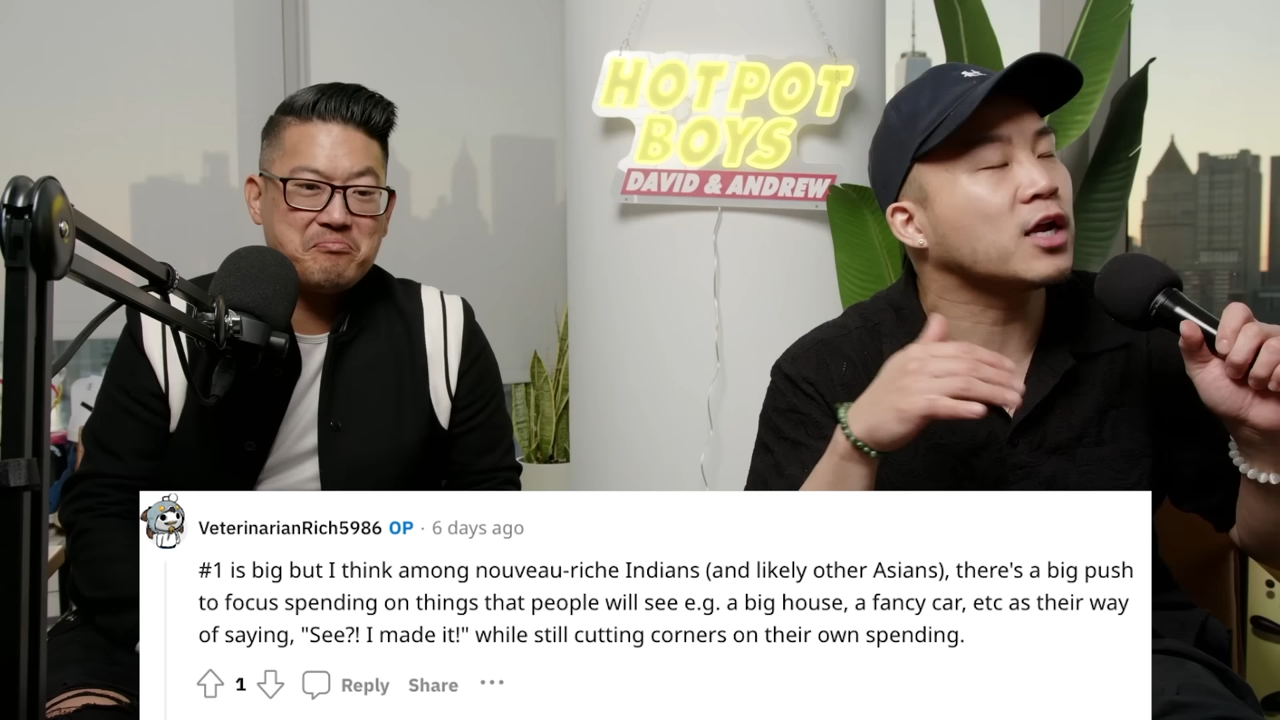 HOTPOT
BOYS
DAVID & ANDREW
VeterinarianRich5986 OP · 6 days ago
#1 is big but I think among nouveau-riche Indians (and likely other Asians), there's a big push
to focus spending on things that people will see e.g. a big house, a fancy car, etc as their way
of saying, "See?! I made it!" while still cutting corners on their own spending.
1 Reply Share ···